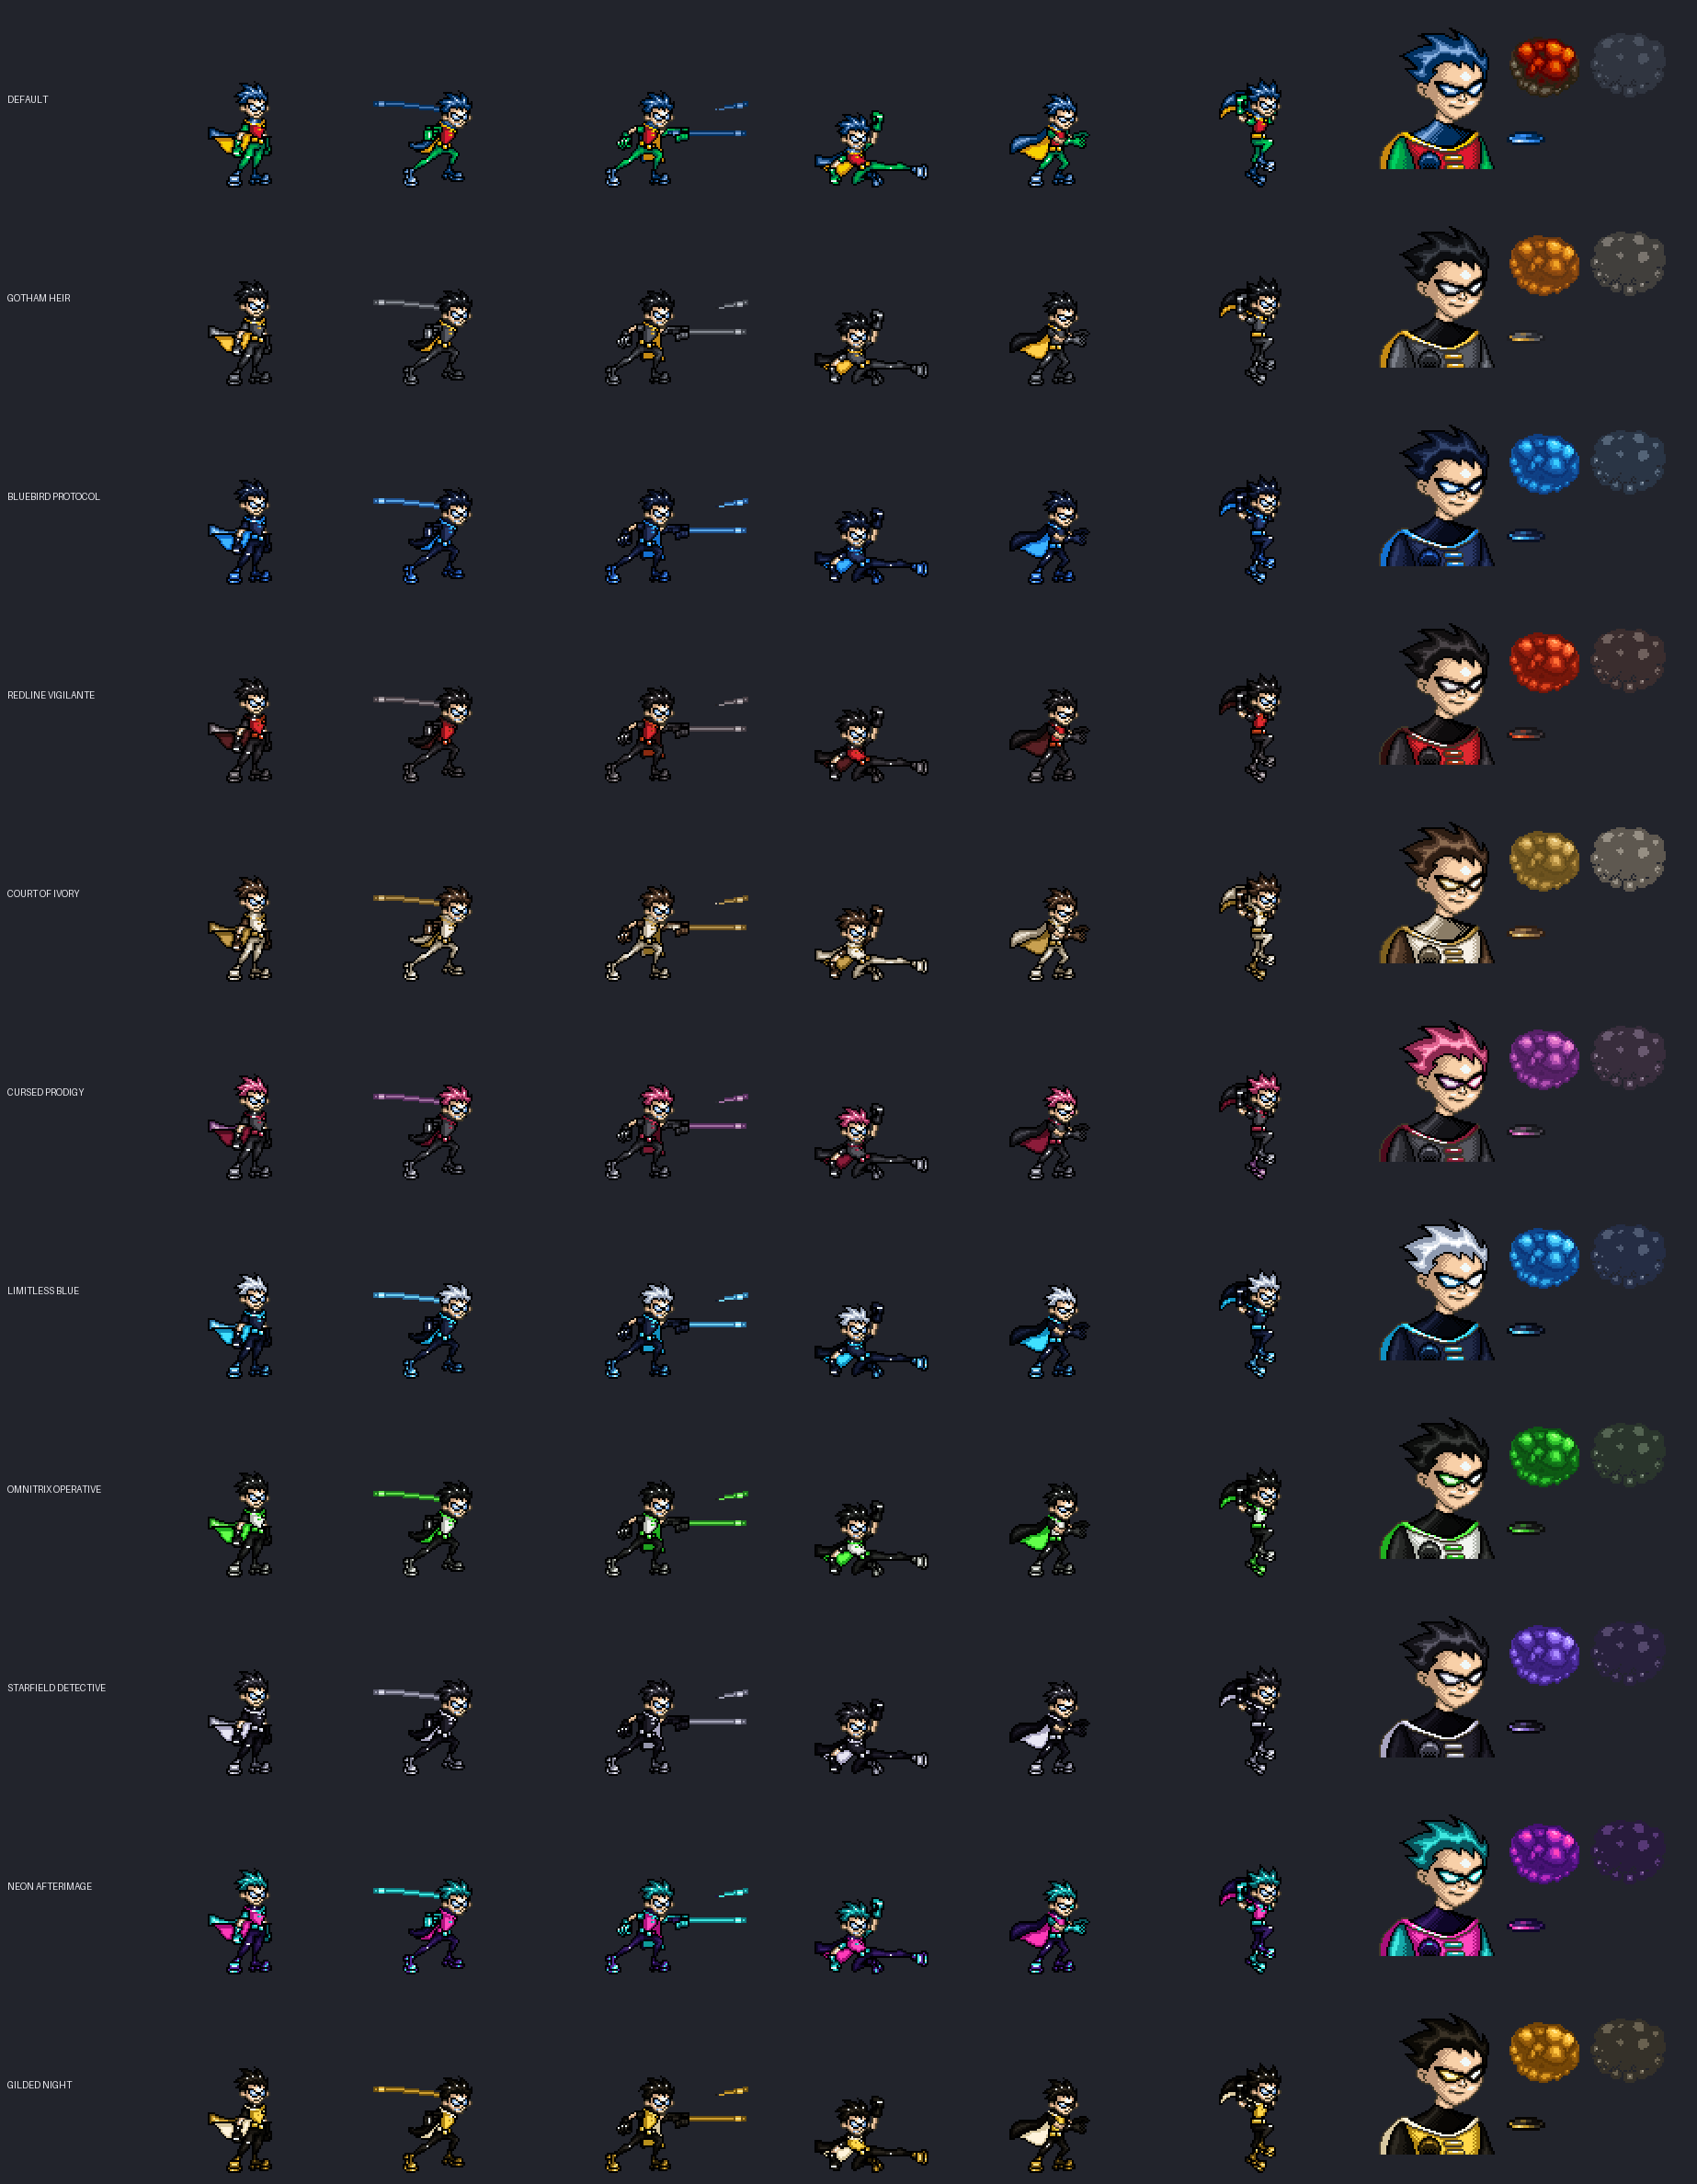 DEFAULT
GOTHAM HEIR
BLUEBIRD PROTOCOL
REDLINE VIGILANTE
COURT OF IVORY
CURSED PRODIGY
LIMITLESS BLUE
OMNITRIX OPERATIVE
STARFIELD DETECTIVE
NEON AFTERIMAGE
GILDED NIGHT